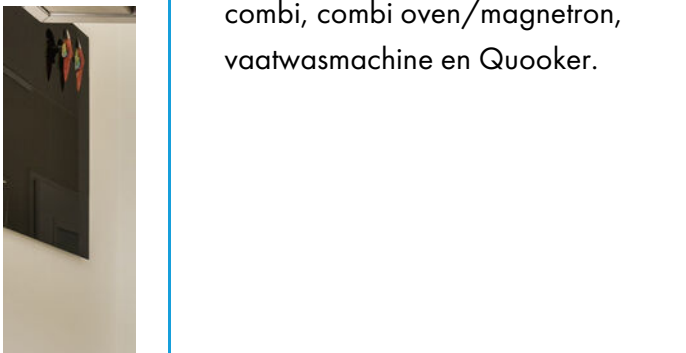 combi, combi oven/magnetron,
vaatwasmachine en Quooker.